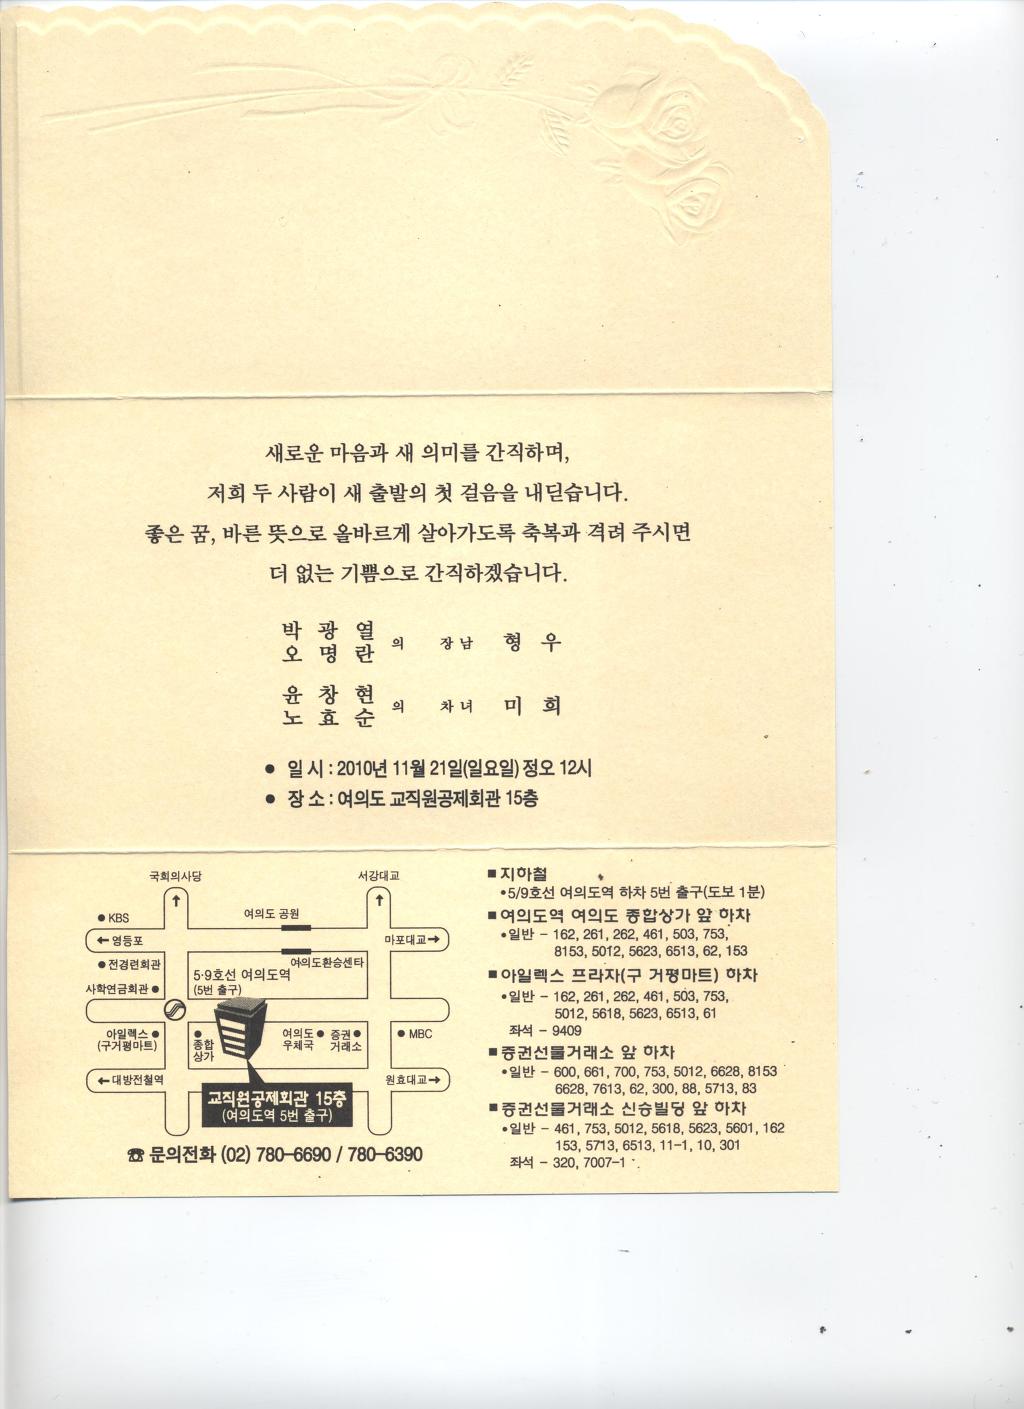 새로운 마음과 새 의미를 간직하며,
저희 두 사람이 새 출발의 첫 걸음을 내딛습니다.
좋은 꿈, 바른 뜻으로 올바르게 살아가도록 축복과 격려 주시면
더 없는 기쁨으로 간직하겠습니다.
박 광 열
오 명 란 의 장 남 형 우
윤 창 현
노 효 순 의 차 녀 미 희
● 일 시 : 2010년 11월 21일(일요일) 정오 12시
● 장 소 : 여의도 교직원공제회관 15층
국회의사당
서강대교
여의도 공원
● KBS
←영등포
마포대교→
● 전경련회관
여의도환승센타
5·9호선 여의도역
(5번 출구)
사학연금회관 ●
아일렉스 ●
(구거평마트)
● 종합
상가
여의도 ●
우체국
증권 ●
거래소
● MBC
←대방전철역
원효대교→
교직원공제회관 15층
(여의도역 5번 출구)
☎ 문의전화 (02) 780-6690 / 780-6390
■ 지하철
•5/9호선 여의도역 하차 5번 출구(도보 1분)
■ 여의도역 여의도 종합상가 앞 하차
•일반 - 162, 261, 262, 461, 503, 753,
8153, 5012, 5623, 6513, 62, 153
■ 아일렉스 프라자(구 거평마트) 하차
•일반 - 162, 261, 262, 461, 503, 753,
5012, 5618, 5623, 6513, 61
좌석 - 9409
■ 증권선물거래소 앞 하차
•일반 - 600, 661, 700, 753, 5012, 6628, 8153
6628, 7613, 62, 300, 88, 5713, 83
■ 증권선물거래소 신승빌딩 앞 하차
•일반 - 461, 753, 5012, 5618, 5623, 5601, 162
153, 5713, 6513, 11-1, 10, 301
좌석 - 320, 7007-1